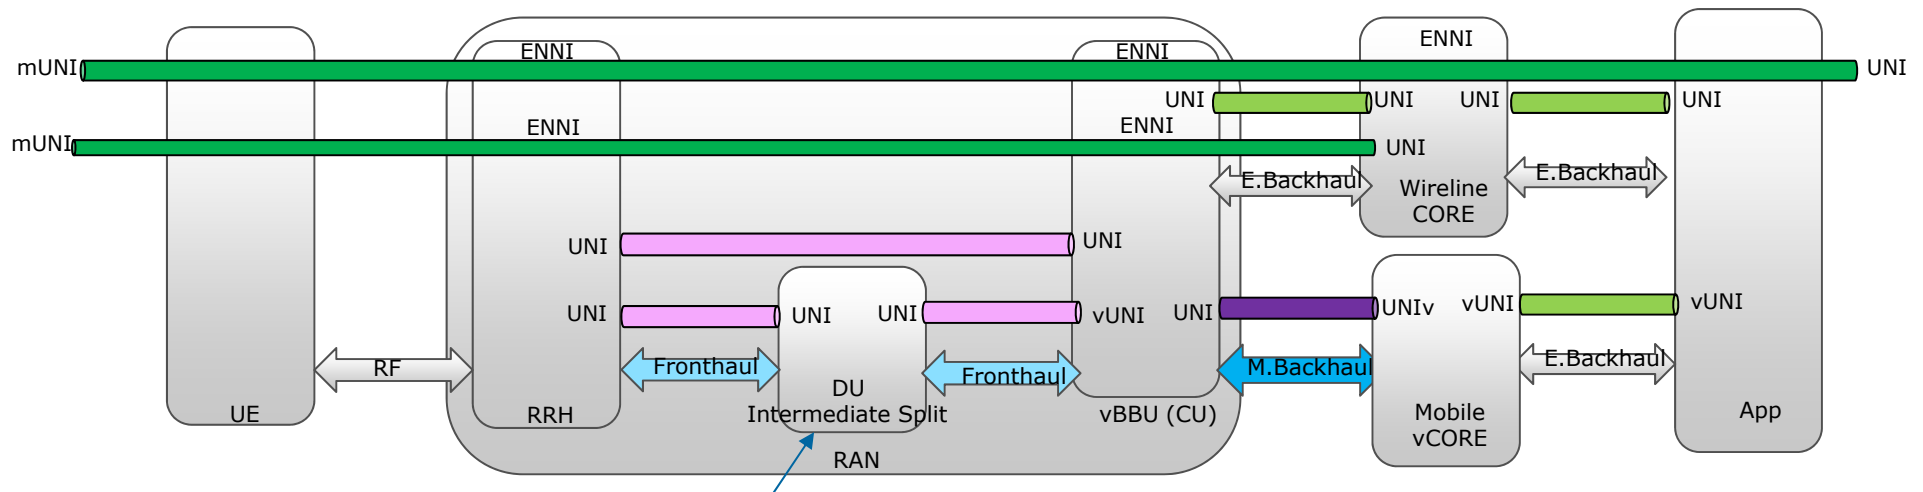 ENNI
ENNI
ENNI
mUNI
UNI
UNI
UNI
UNI
UNI
ENNI
ENNI
mUNI
UNI
E.Backhaul
Wireline
CORE
E.Backhaul
UNI
UNI
UNI
UNI
UNI
vUNI
UNI
UNIv
vUNI
vUNI
RF
Fronthaul
Fronthaul
M.Backhaul
E.Backhaul
UE
RRH
DU
Intermediate Split
vBBU (CU)
Mobile
vCORE
App
RAN